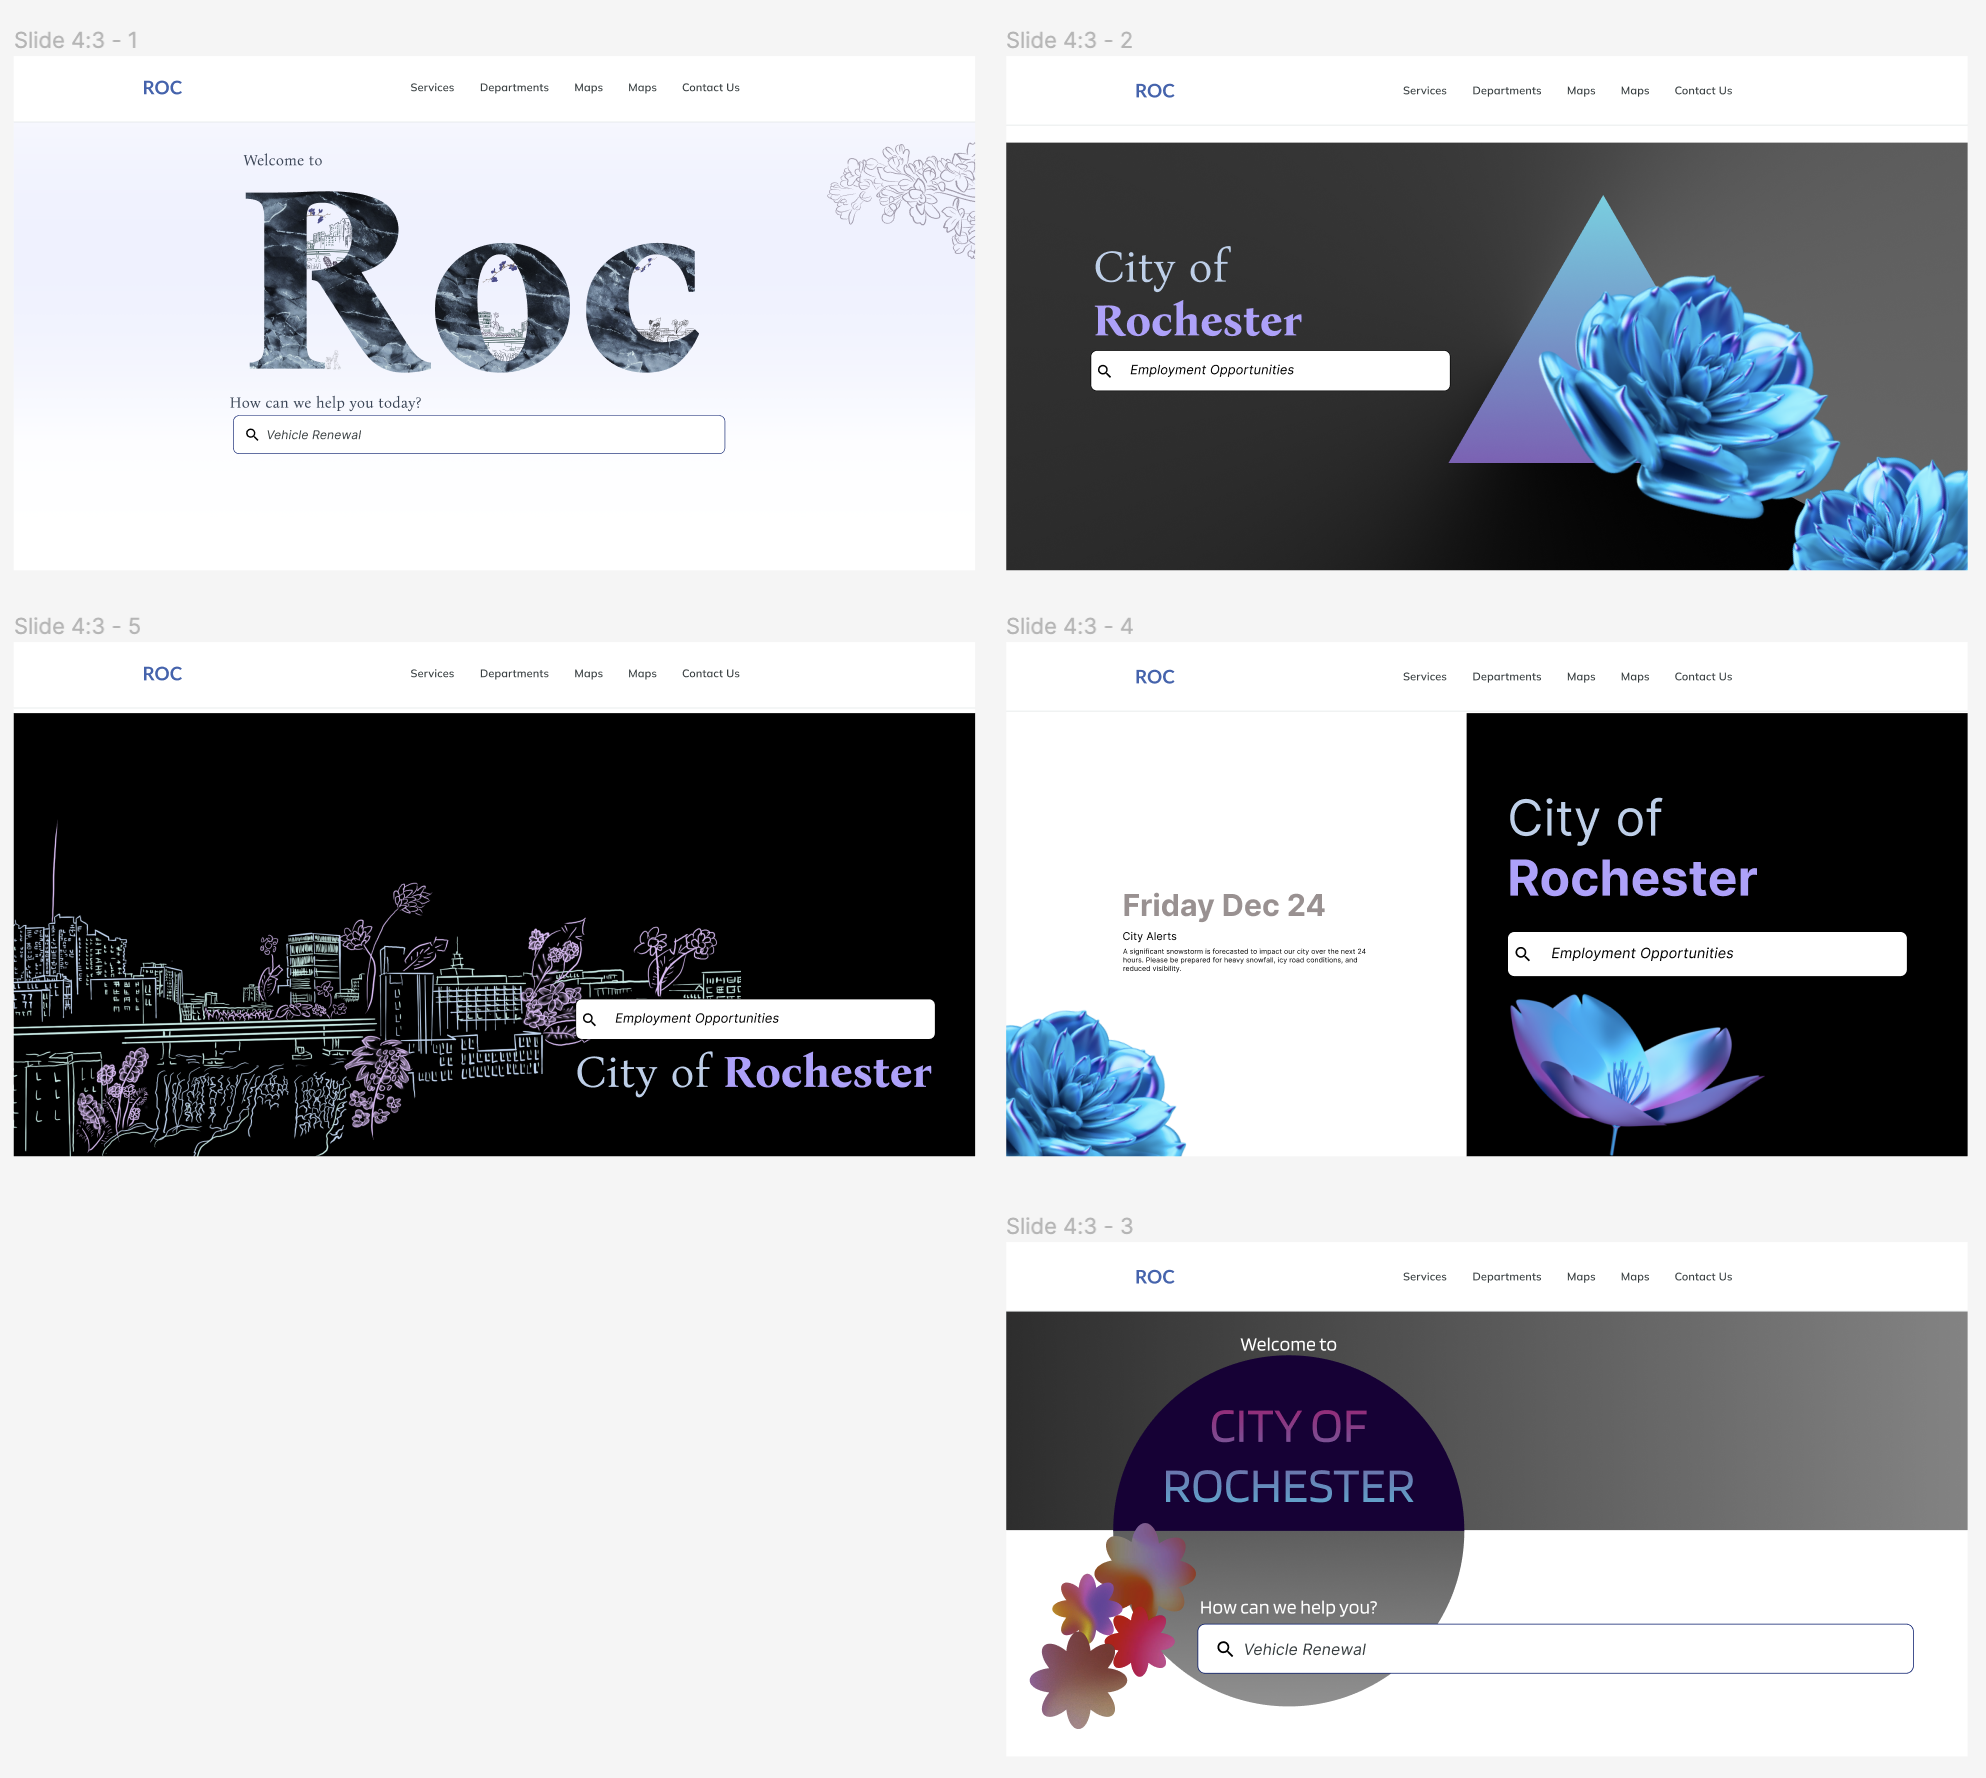 Slide 4:3 - 1
ROC
Services Departments Maps Maps Contact Us
Welcome to
Roc
How can we help you today?
Vehicle Renewal
Slide 4:3 - 2
ROC
Services Departments Maps Maps Contact Us
City of
Rochester
Employment Opportunities
Slide 4:3 - 5
ROC
Services Departments Maps Maps Contact Us
Employment Opportunities
City of Rochester
Slide 4:3 - 4
ROC
Services Departments Maps Maps Contact Us
Friday Dec 24
City Alerts
A significant snowstorm is forecasted to impact our city over the next 24
hours. Please be prepared for heavy snowfall, icy road conditions, and
reduced visibility.
City of
Rochester
Employment Opportunities
Slide 4:3 - 3
ROC
Services Departments Maps Maps Contact Us
Welcome to
CITY OF
ROCHESTER
How can we help you?
Vehicle Renewal